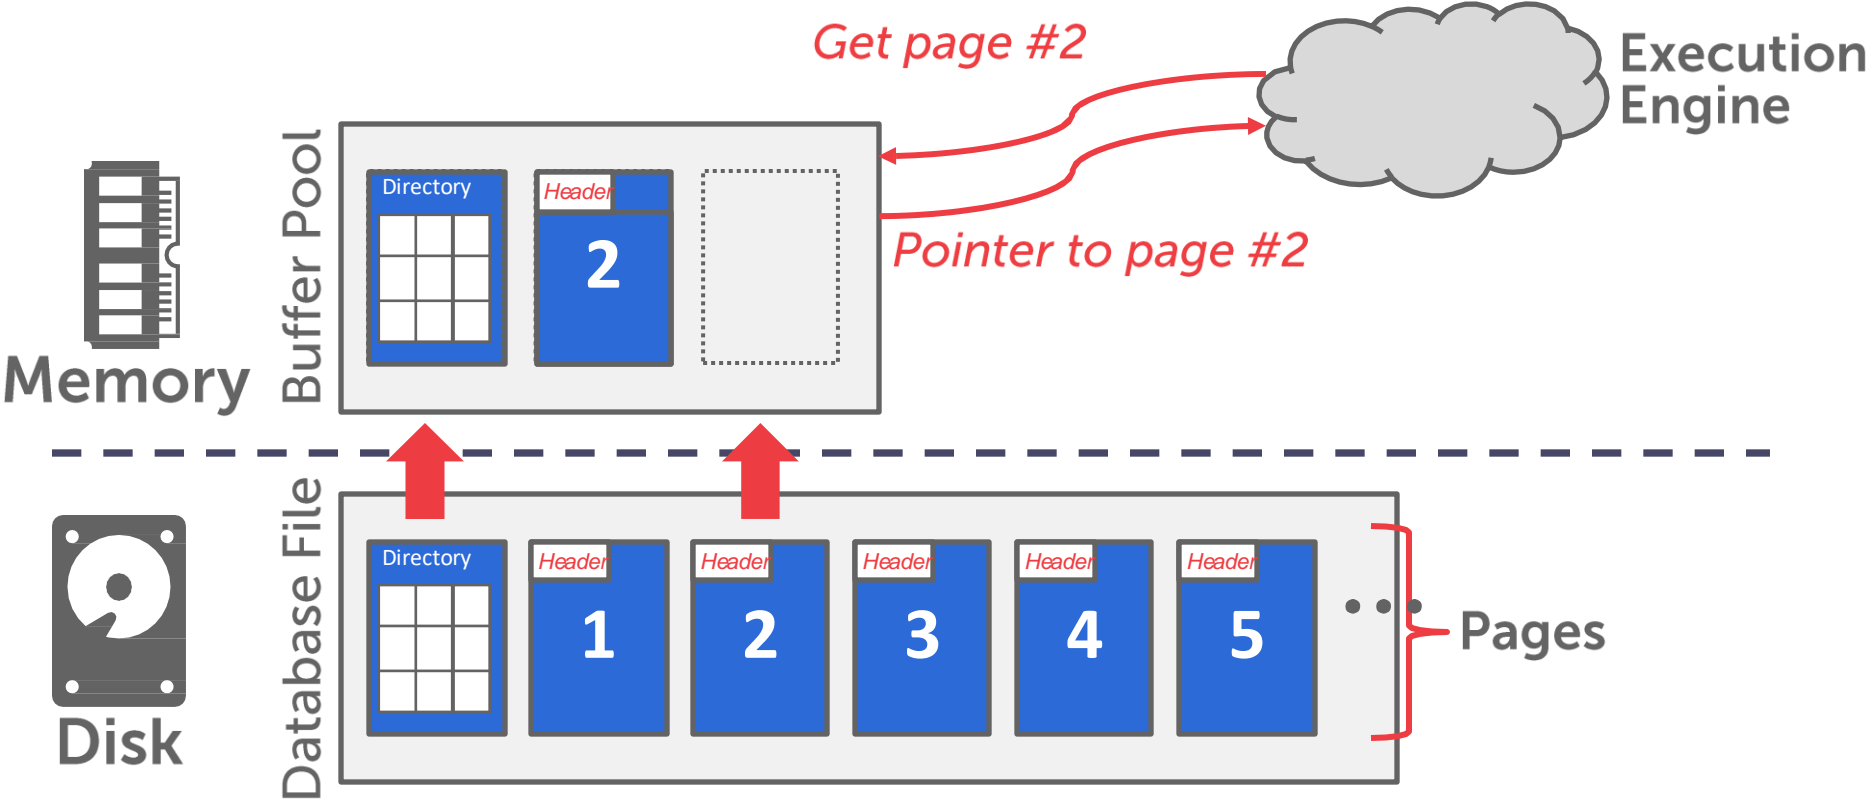 Get page #2
Execution
Engine
Buffer Pool
Directory
Header
2
Pointer to page #2
Memory
Database File
Directory
Header
1
Header
2
Header
3
Header
4
Header
5
Pages
Disk